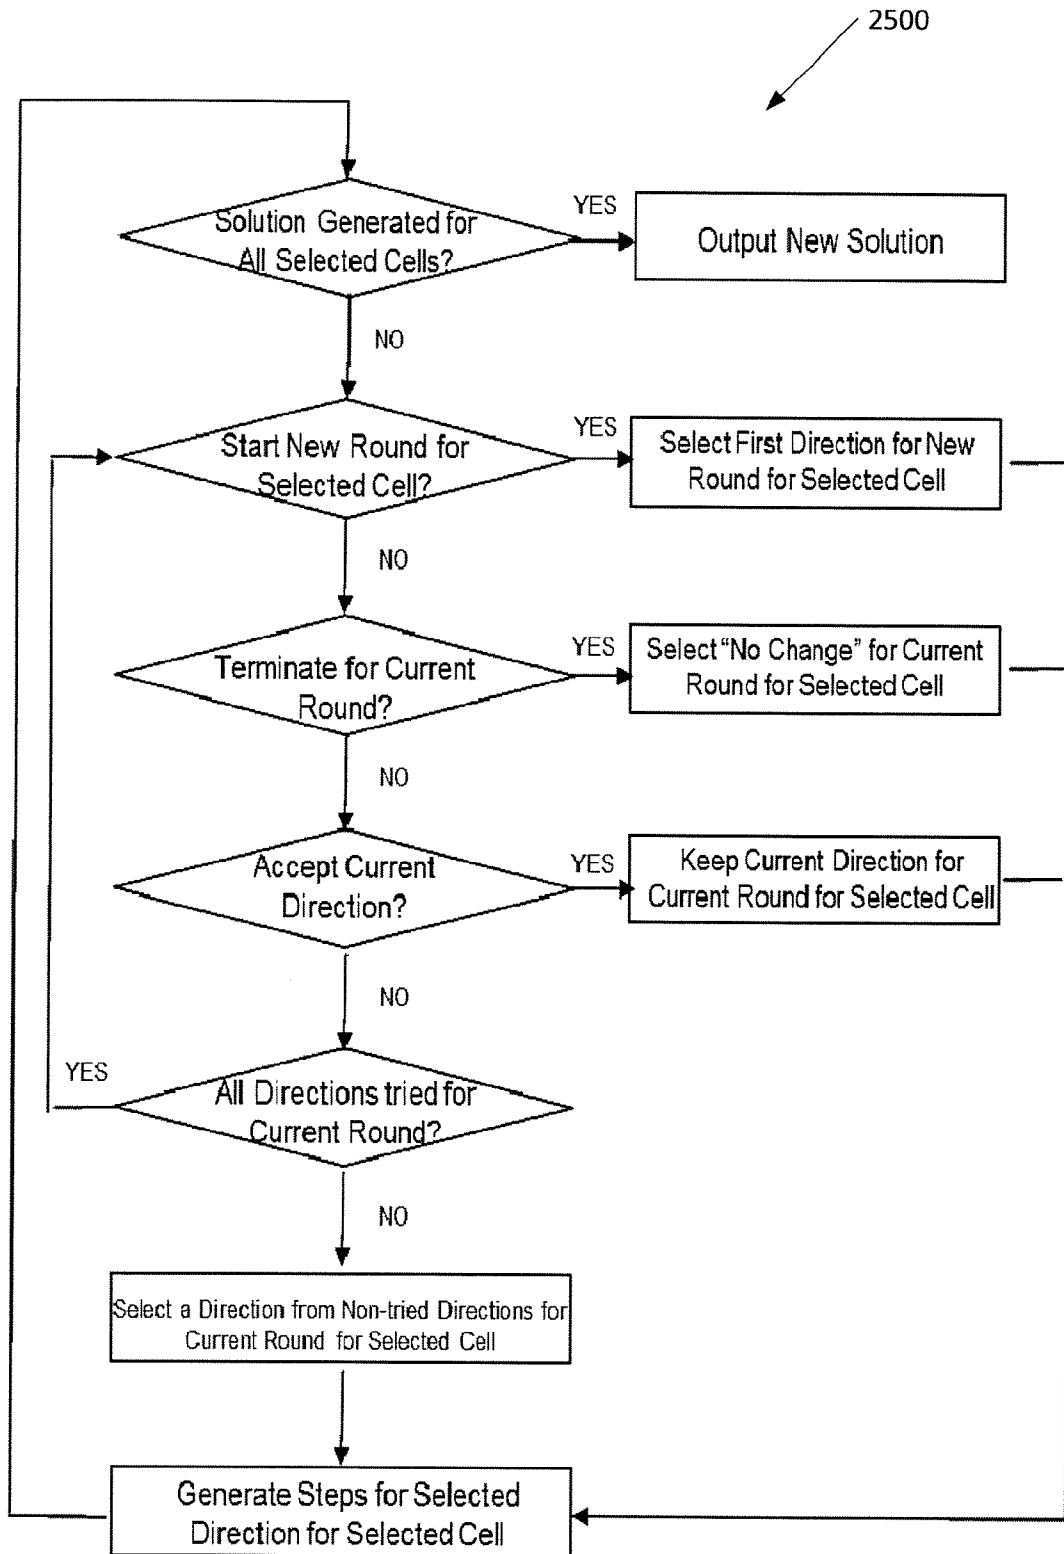 2500
Solution Generated for
All Selected Cells?
YES
Output New Solution
NO
Start New Round for
Selected Cell?
YES
Select First Direction for New
Round for Selected Cell
NO
Terminate for Current
Round?
YES
Select “No Change” for Current
Round for Selected Cell
NO
Accept Current
Direction?
YES
Keep Current Direction for
Current Round for Selected Cell
NO
YES
All Directions tried for
Current Round?
NO
Select a Direction from Non-tried Directions for
Current Round for Selected Cell
Generate Steps for Selected
Direction for Selected Cell